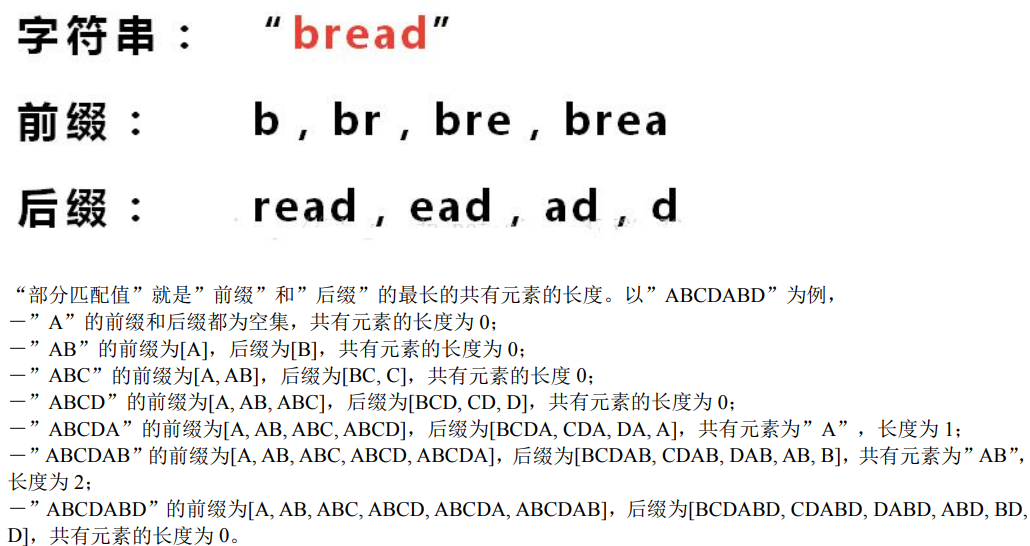 字符串： “bread”
前缀： b , br , bre , brea
后缀： read , ead , ad , d
“部分匹配值”就是”前缀”和”后缀”的最长的共有元素的长度。以”ABCDABD”为例，
－”A”的前缀和后缀都为空集，共有元素的长度为 0；
－”AB”的前缀为[A]，后缀为[B]，共有元素的长度为 0；
－”ABC”的前缀为[A, AB]，后缀为[BC, C]，共有元素的长度 0；
－”ABCD”的前缀为[A, AB, ABC]，后缀为[BCD, CD, D]，共有元素的长度为 0；
－”ABCDA”的前缀为[A, AB, ABC, ABCD]，后缀为[BCDA, CDA, DA, A]，共有元素为”A”，长度为 1；
－”ABCDAB”的前缀为[A, AB, ABC, ABCD, ABCDA]，后缀为[BCDAB, CDAB, DAB, AB, B]，共有元素为”AB”，
长度为 2；
－”ABCDABD”的前缀为[A, AB, ABC, ABCD, ABCDA, ABCDAB]，后缀为[BCDABD, CDABD, DABD, ABD, BD,
D]，共有元素的长度为 0。